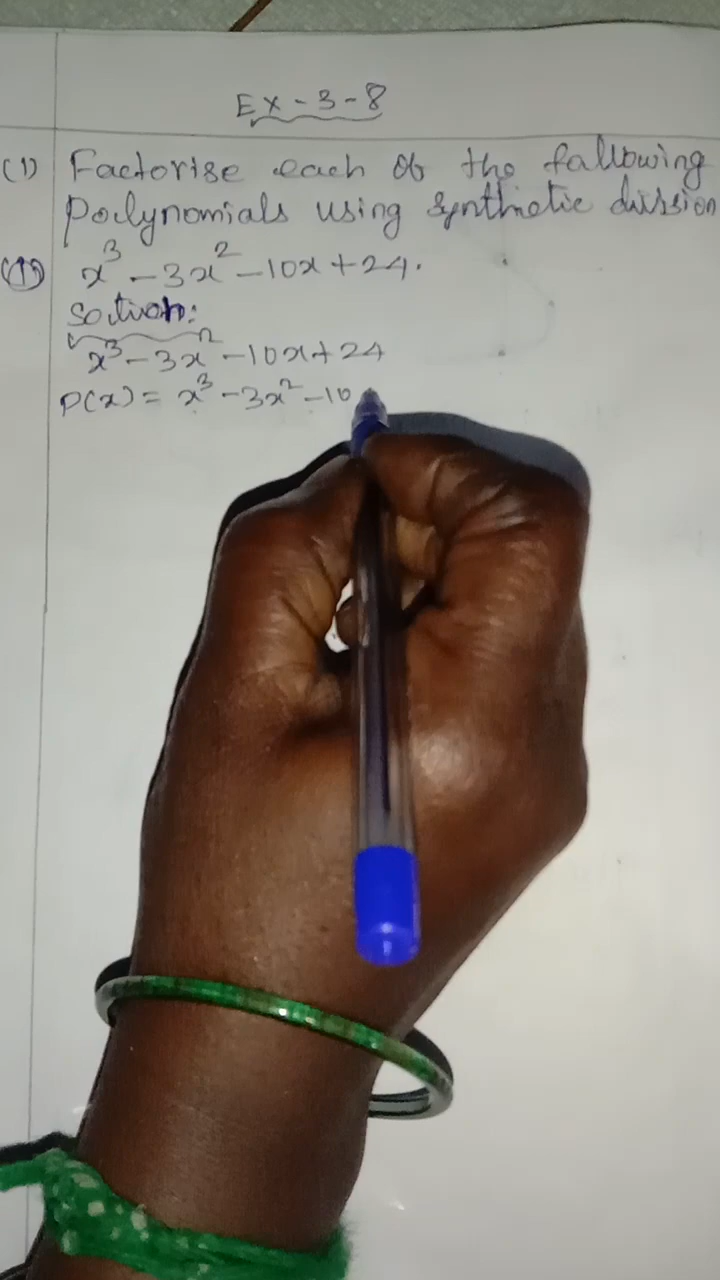 Ex-3-8
(1) Factorise each of the fallowing
polynomials using synthetic division
(1) x³-3x²-10x+24.
Solution:
x³-3x²-10x+24
P(x) = x³-3x²-10